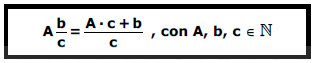 A b/c = A·c+b/c , con A, b, c ∈ ℕ